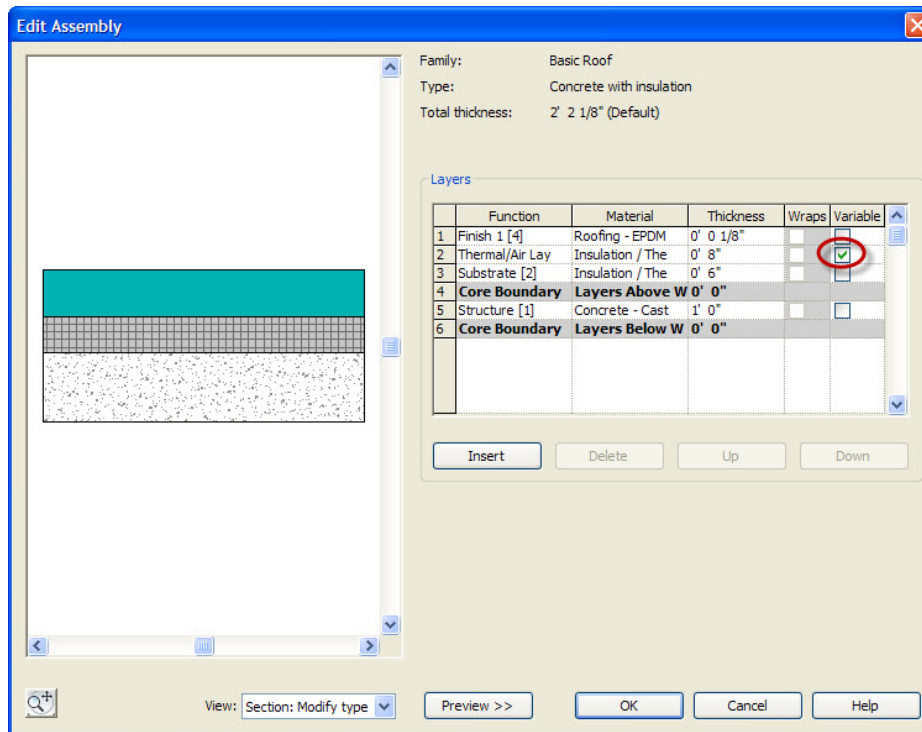 Edit Assembly
Family: Basic Roof
Type: Concrete with insulation
Total thickness: 2' 2 1/8" (Default)
Layers
Function Material Thickness Wraps Variable
1 Finish 1 [4] Roofing - EPDM 0' 0 1/8"
2 Thermal/Air Lay Insulation / The 0' 8"
3 Substrate [2] Insulation / The 0' 6"
4 Core Boundary Layers Above W 0' 0"
5 Structure [1] Concrete - Cast 1' 0"
6 Core Boundary Layers Below W 0' 0"
Insert Delete Up Down
View: Section: Modify type Preview >> OK Cancel Help